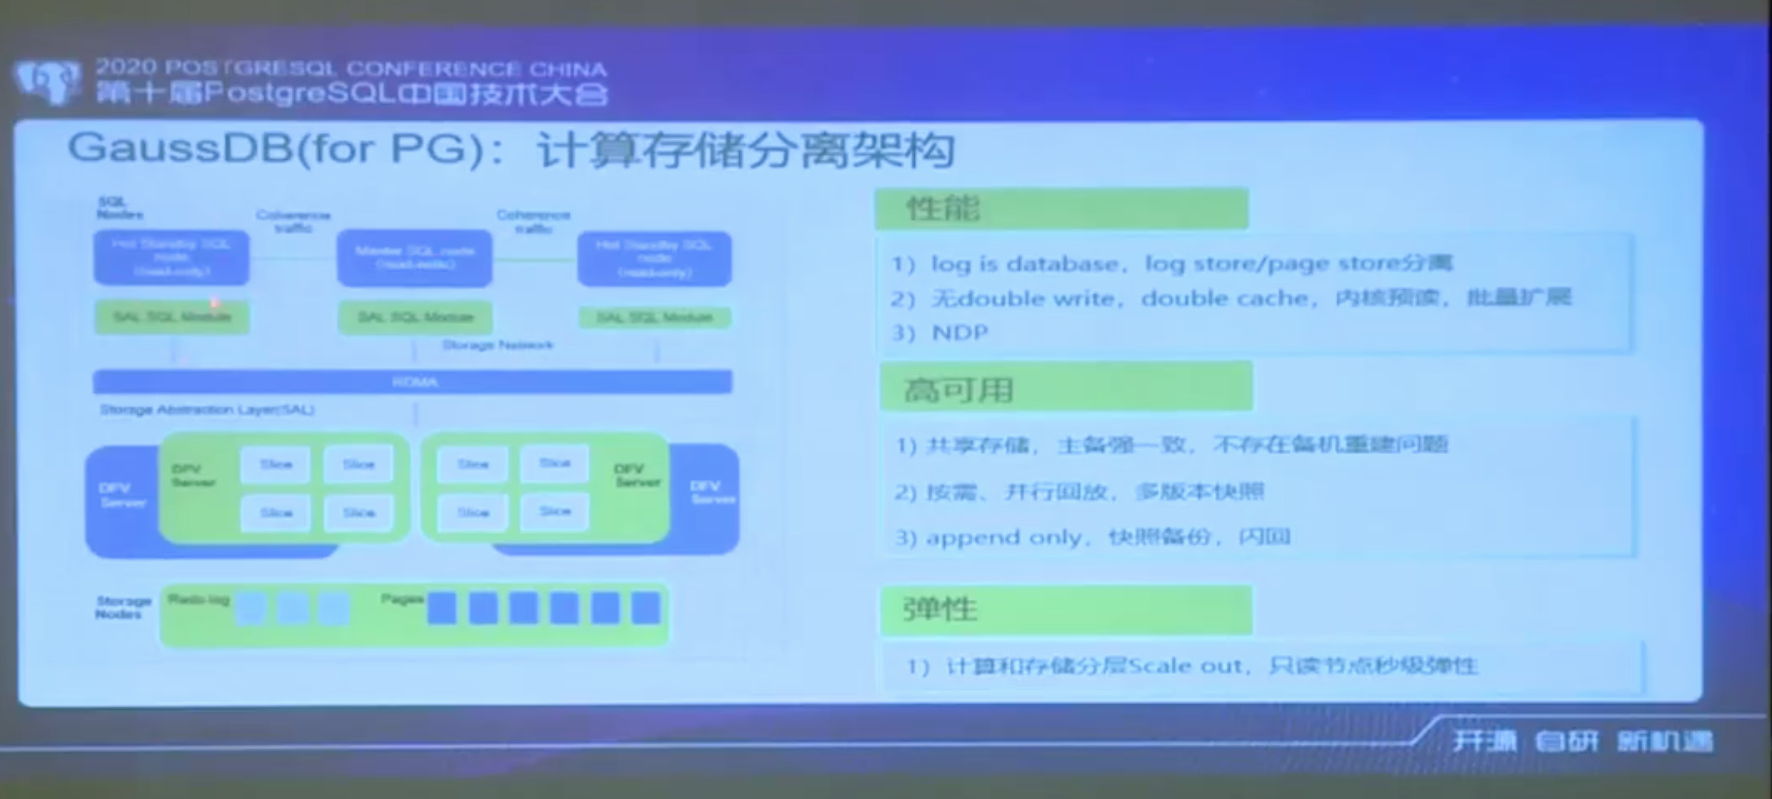 2020 POSTGRESQL CONFERENCE CHINA
第十届PostgreSQL中国技术大会
GaussDB(for PG)：计算存储分离架构
SQL
Nodes
Coherence
traffic
Coherence
traffic
Hot Standby SQL
node
(read-only)
Master SQL node
(read-write)
Hot Standby SQL
node
(read-only)
SAL SQL Module
SAL SQL Module
SAL SQL Module
Storage Network
RDMA
Storage Abstraction Layer(SAL)
DFV
Server
DFV
Server
Slice
Slice
Slice
Slice
Slice
Slice
Slice
Slice
DFV
Server
DFV
Server
Storage
Nodes
Redo log
Pages
性能
1）log is database，log store/page store分离
2）无double write，double cache，内核预读，批量扩展
3）NDP
高可用
1）共享存储，主备强一致，不存在备机重建问题
2）按需、并行回放，多版本快照
3) append only，快照备份，闪回
弹性
1）计算和存储分层Scale out，只读节点秒级弹性
开源 自研 新机遇